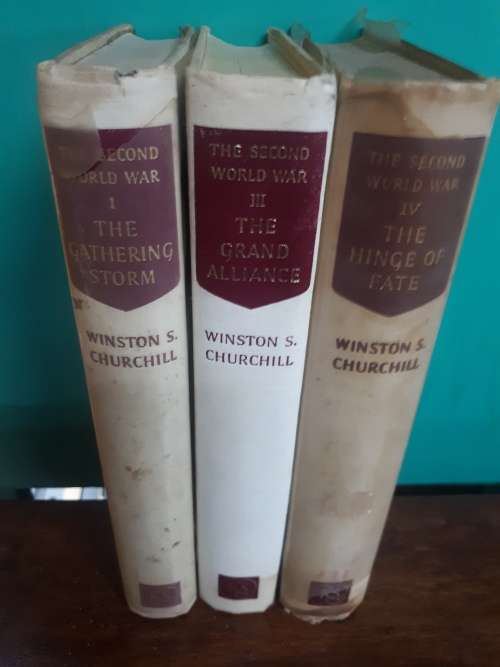 THE SECOND
WORLD WAR
I
THE
GATHERING
STORM
WINSTON S.
CHURCHILL
THE SECOND
WORLD WAR
III
THE
GRAND
ALLIANCE
WINSTON S.
CHURCHILL
THE SECOND
WORLD WAR
IV
THE
HINGE OF
FATE
WINSTON S.
CHURCHILL